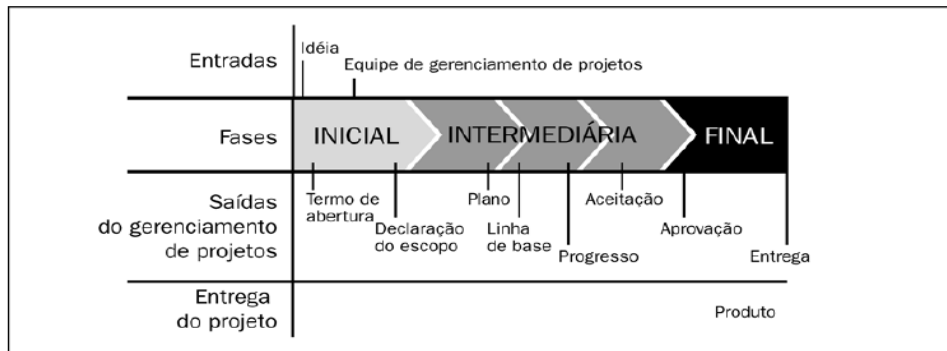 Entradas
Idéia
Equipe de gerenciamento de projetos
Fases
INICIAL
INTERMEDIÁRIA
FINAL
Saídas
do gerenciamento
de projetos
Termo de
abertura
Declaração
do escopo
Plano
Linha
de base
Progresso
Aceitação
Aprovação
Entrega
Entrega
do projeto
Produto